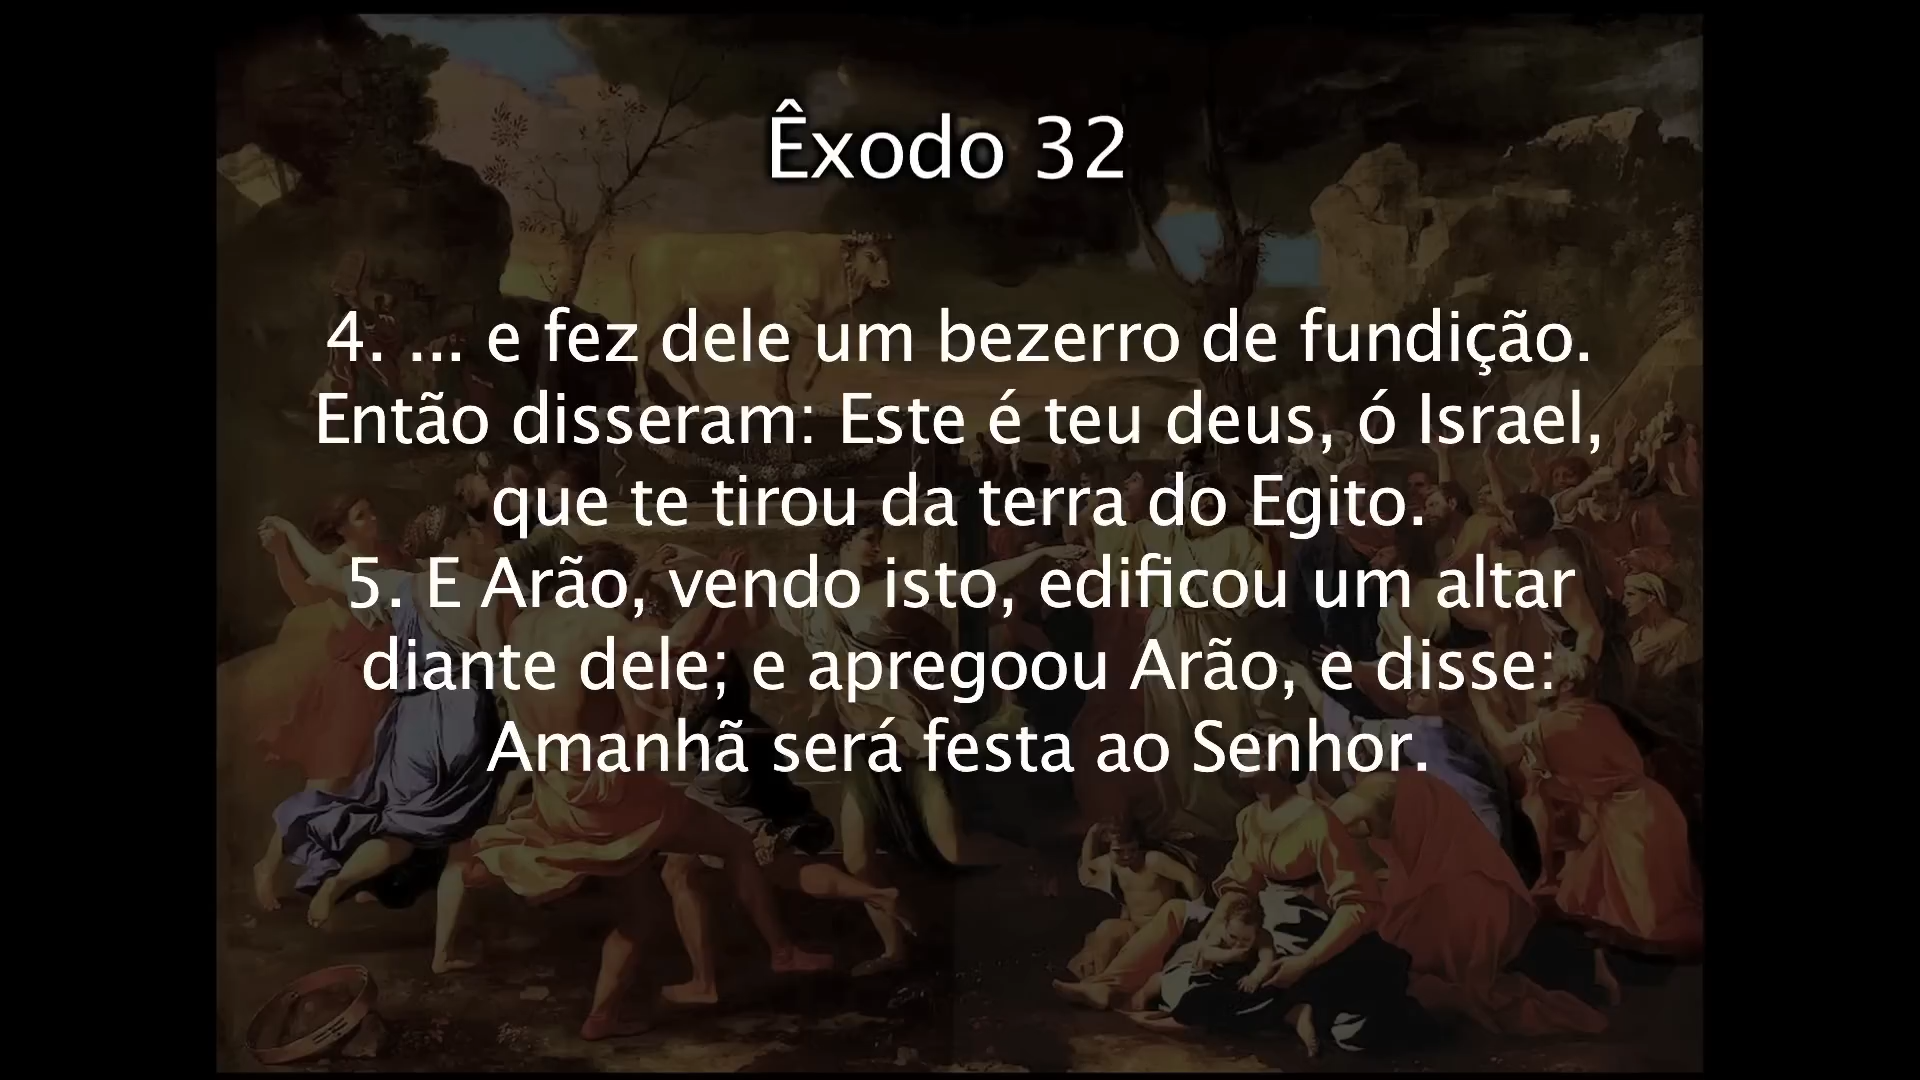 Êxodo 32
4. ... e fez dele um bezerro de fundição.
Então disseram: Este é teu deus, ó Israel,
que te tirou da terra do Egito.
5. E Arão, vendo isto, edificou um altar
diante dele; e apregoou Arão, e disse:
Amanhã será festa ao Senhor.